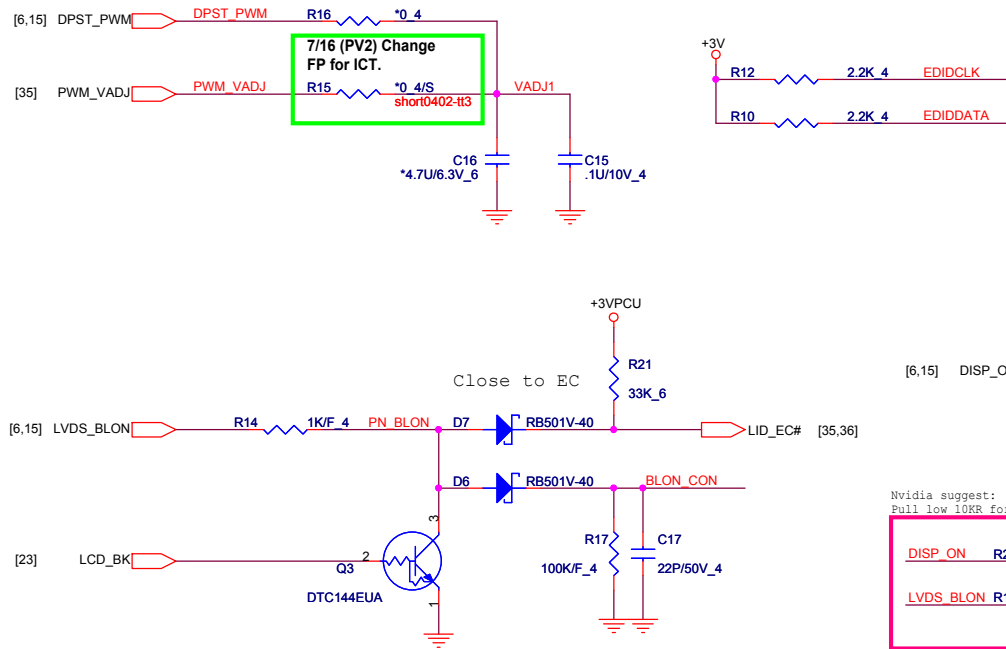 [6,15] DPST_PWM DPST_PWM R16 *0_4
7/16 (PV2) Change
FP for ICT.
[35] PWM_VADJ PWM_VADJ R15 *0_4/S VADJ1
short0402-tt3
C16
*4.7U/6.3V_6
C15
.1U/10V_4
+3V
R12 2.2K_4 EDIDCLK
R10 2.2K_4 EDIDDATA
+3VPCU
R21
33K_6
Close to EC
[6,15] DISP_O
[6,15] LVDS_BLON R14 1K/F_4 PN_BLON D7 RB501V-40 LID_EC# [35,36]
D6 RB501V-40 BLON_CON
3
R17
100K/F_4
C17
22P/50V_4
[23] LCD_BK 2
Q3
DTC144EUA
1
Nvidia suggest:
Pull low 10KR for
DISP_ON R2
LVDS_BLON R1